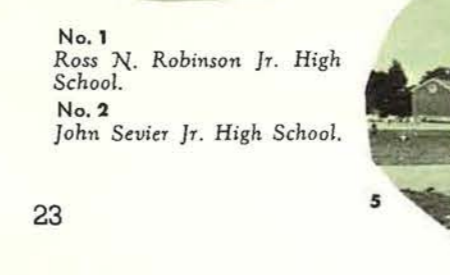 No. 1
Ross N. Robinson Jr. High
School.
No. 2
John Sevier Jr. High School.
5
23